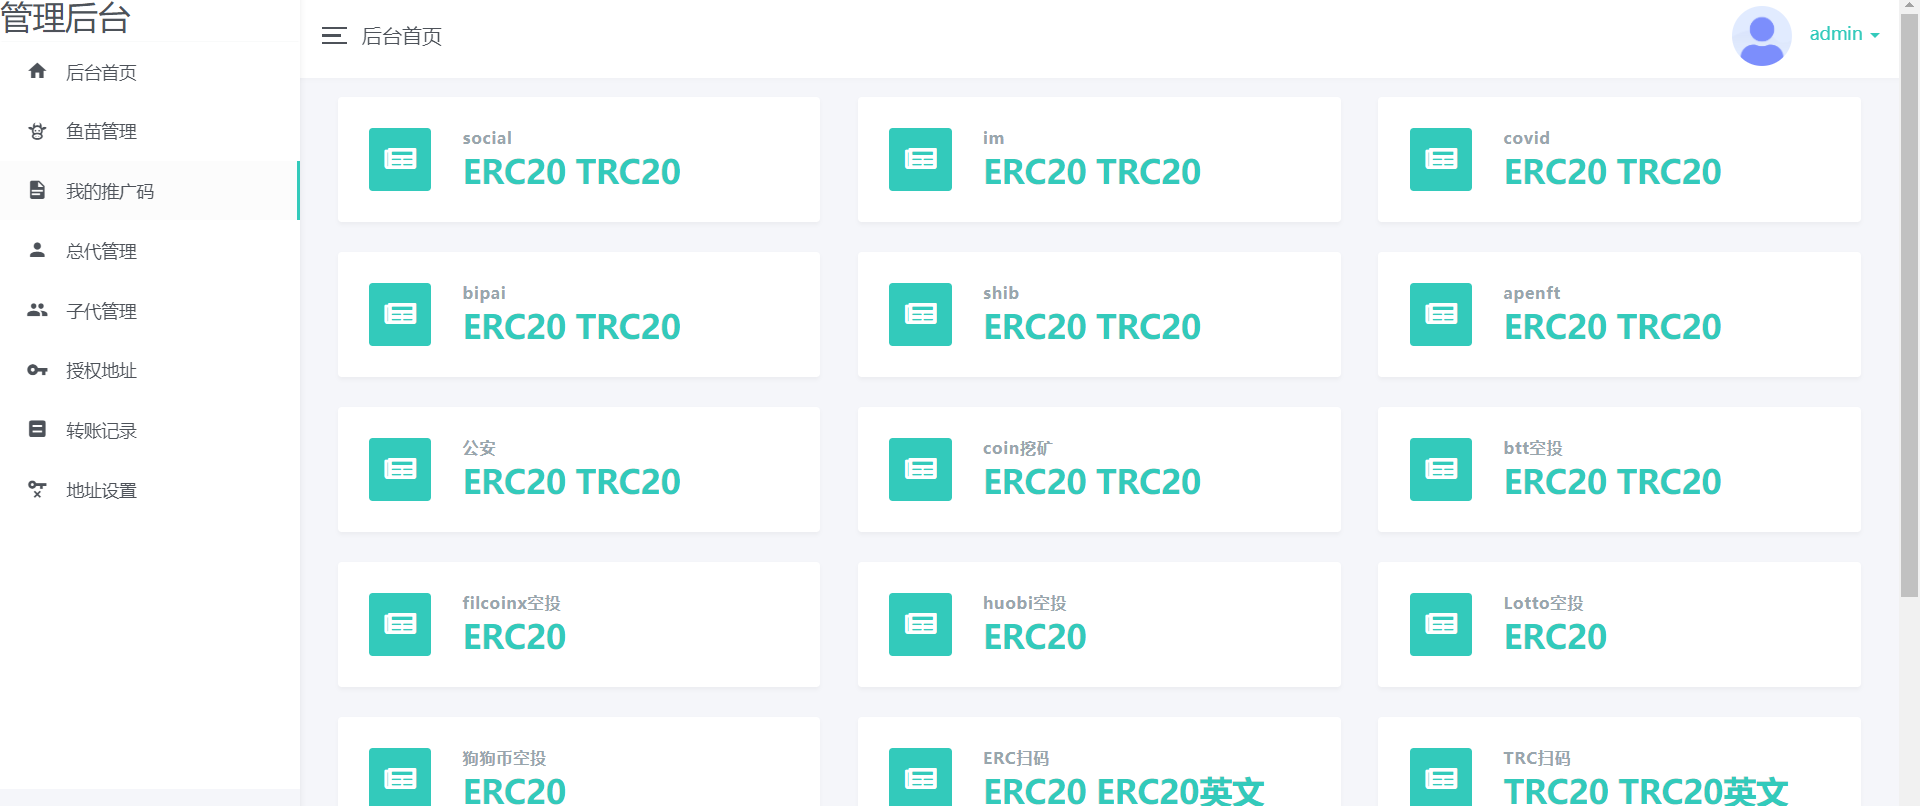 管理后台
后台首页
鱼苗管理
我的推广码
总代管理
子代管理
授权地址
转账记录
地址设置
后台首页
admin
social
ERC20 TRC20
im
ERC20 TRC20
covid
ERC20 TRC20
bipai
ERC20 TRC20
shib
ERC20 TRC20
apenft
ERC20 TRC20
公安
ERC20 TRC20
coin挖矿
ERC20 TRC20
btt空投
ERC20 TRC20
filcoinx空投
ERC20
huobi空投
ERC20
Lotto空投
ERC20
狗狗币空投
ERC20
ERC扫码
ERC20 ERC20英文
TRC扫码
TRC20 TRC20英文